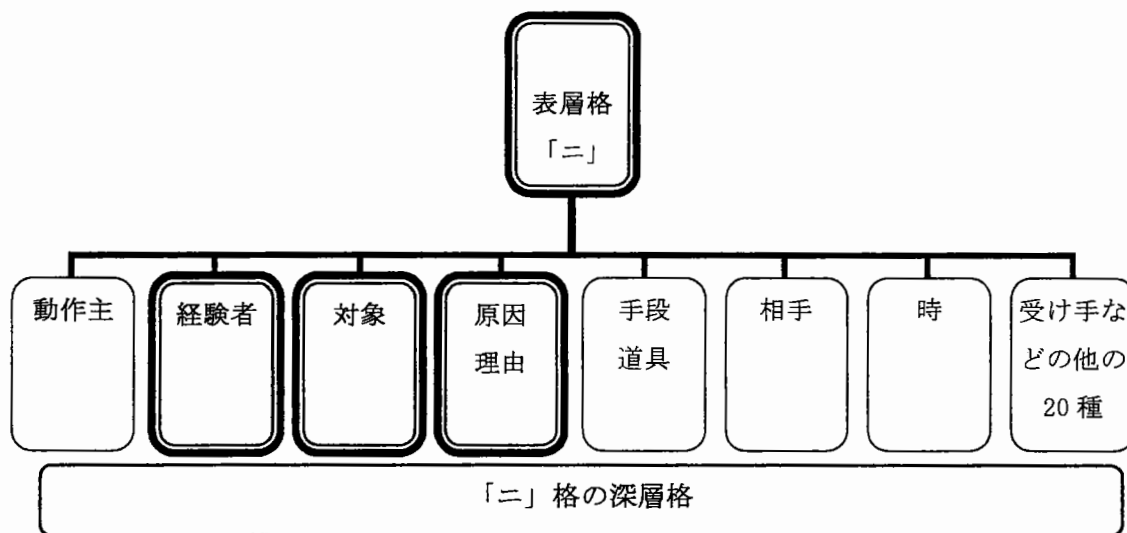 表層格
「ニ」
動作主
経験者
対象
原因
理由
手段
道具
相手
時
受け手な
どの他の
20 種
「ニ」格の深層格